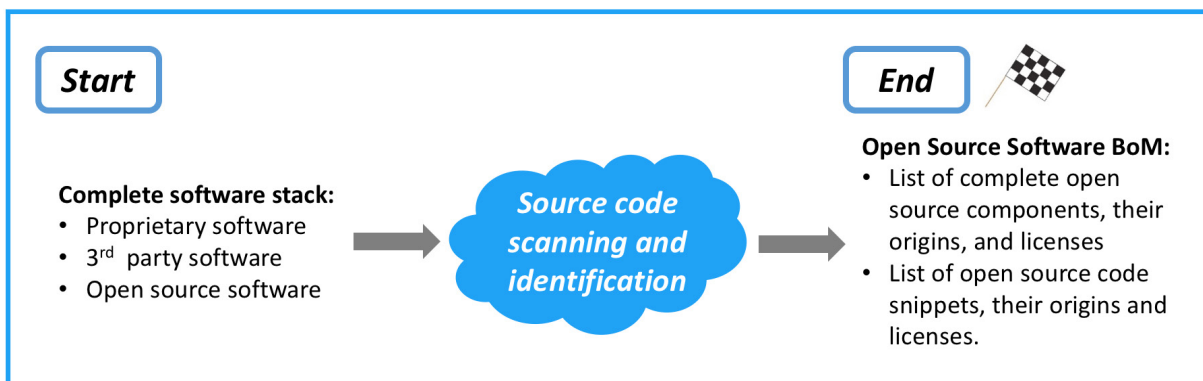 Start
End
Complete software stack:
• Proprietary software
• 3rd party software
• Open source software
Source code
scanning and
identification
Open Source Software BoM:
• List of complete open
source components, their
origins, and licenses
• List of open source code
snippets, their origins and
licenses.